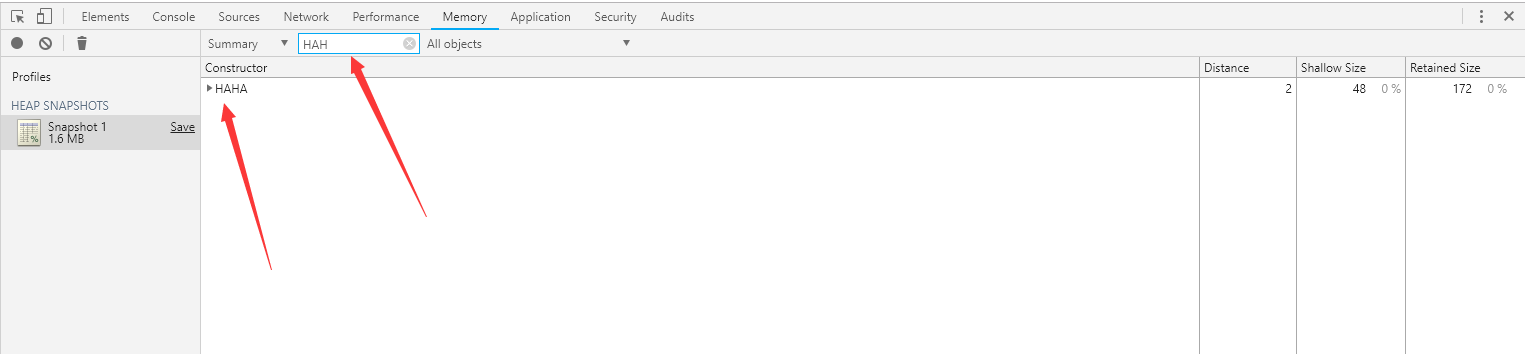 Elements Console Sources Network Performance Memory Application Security Audits
Summary HAH All objects
Profiles
HEAP SNAPSHOTS
Snapshot 1 Save
1.6 MB
Constructor Distance Shallow Size Retained Size
HAHA 2 48 0 % 172 0 %